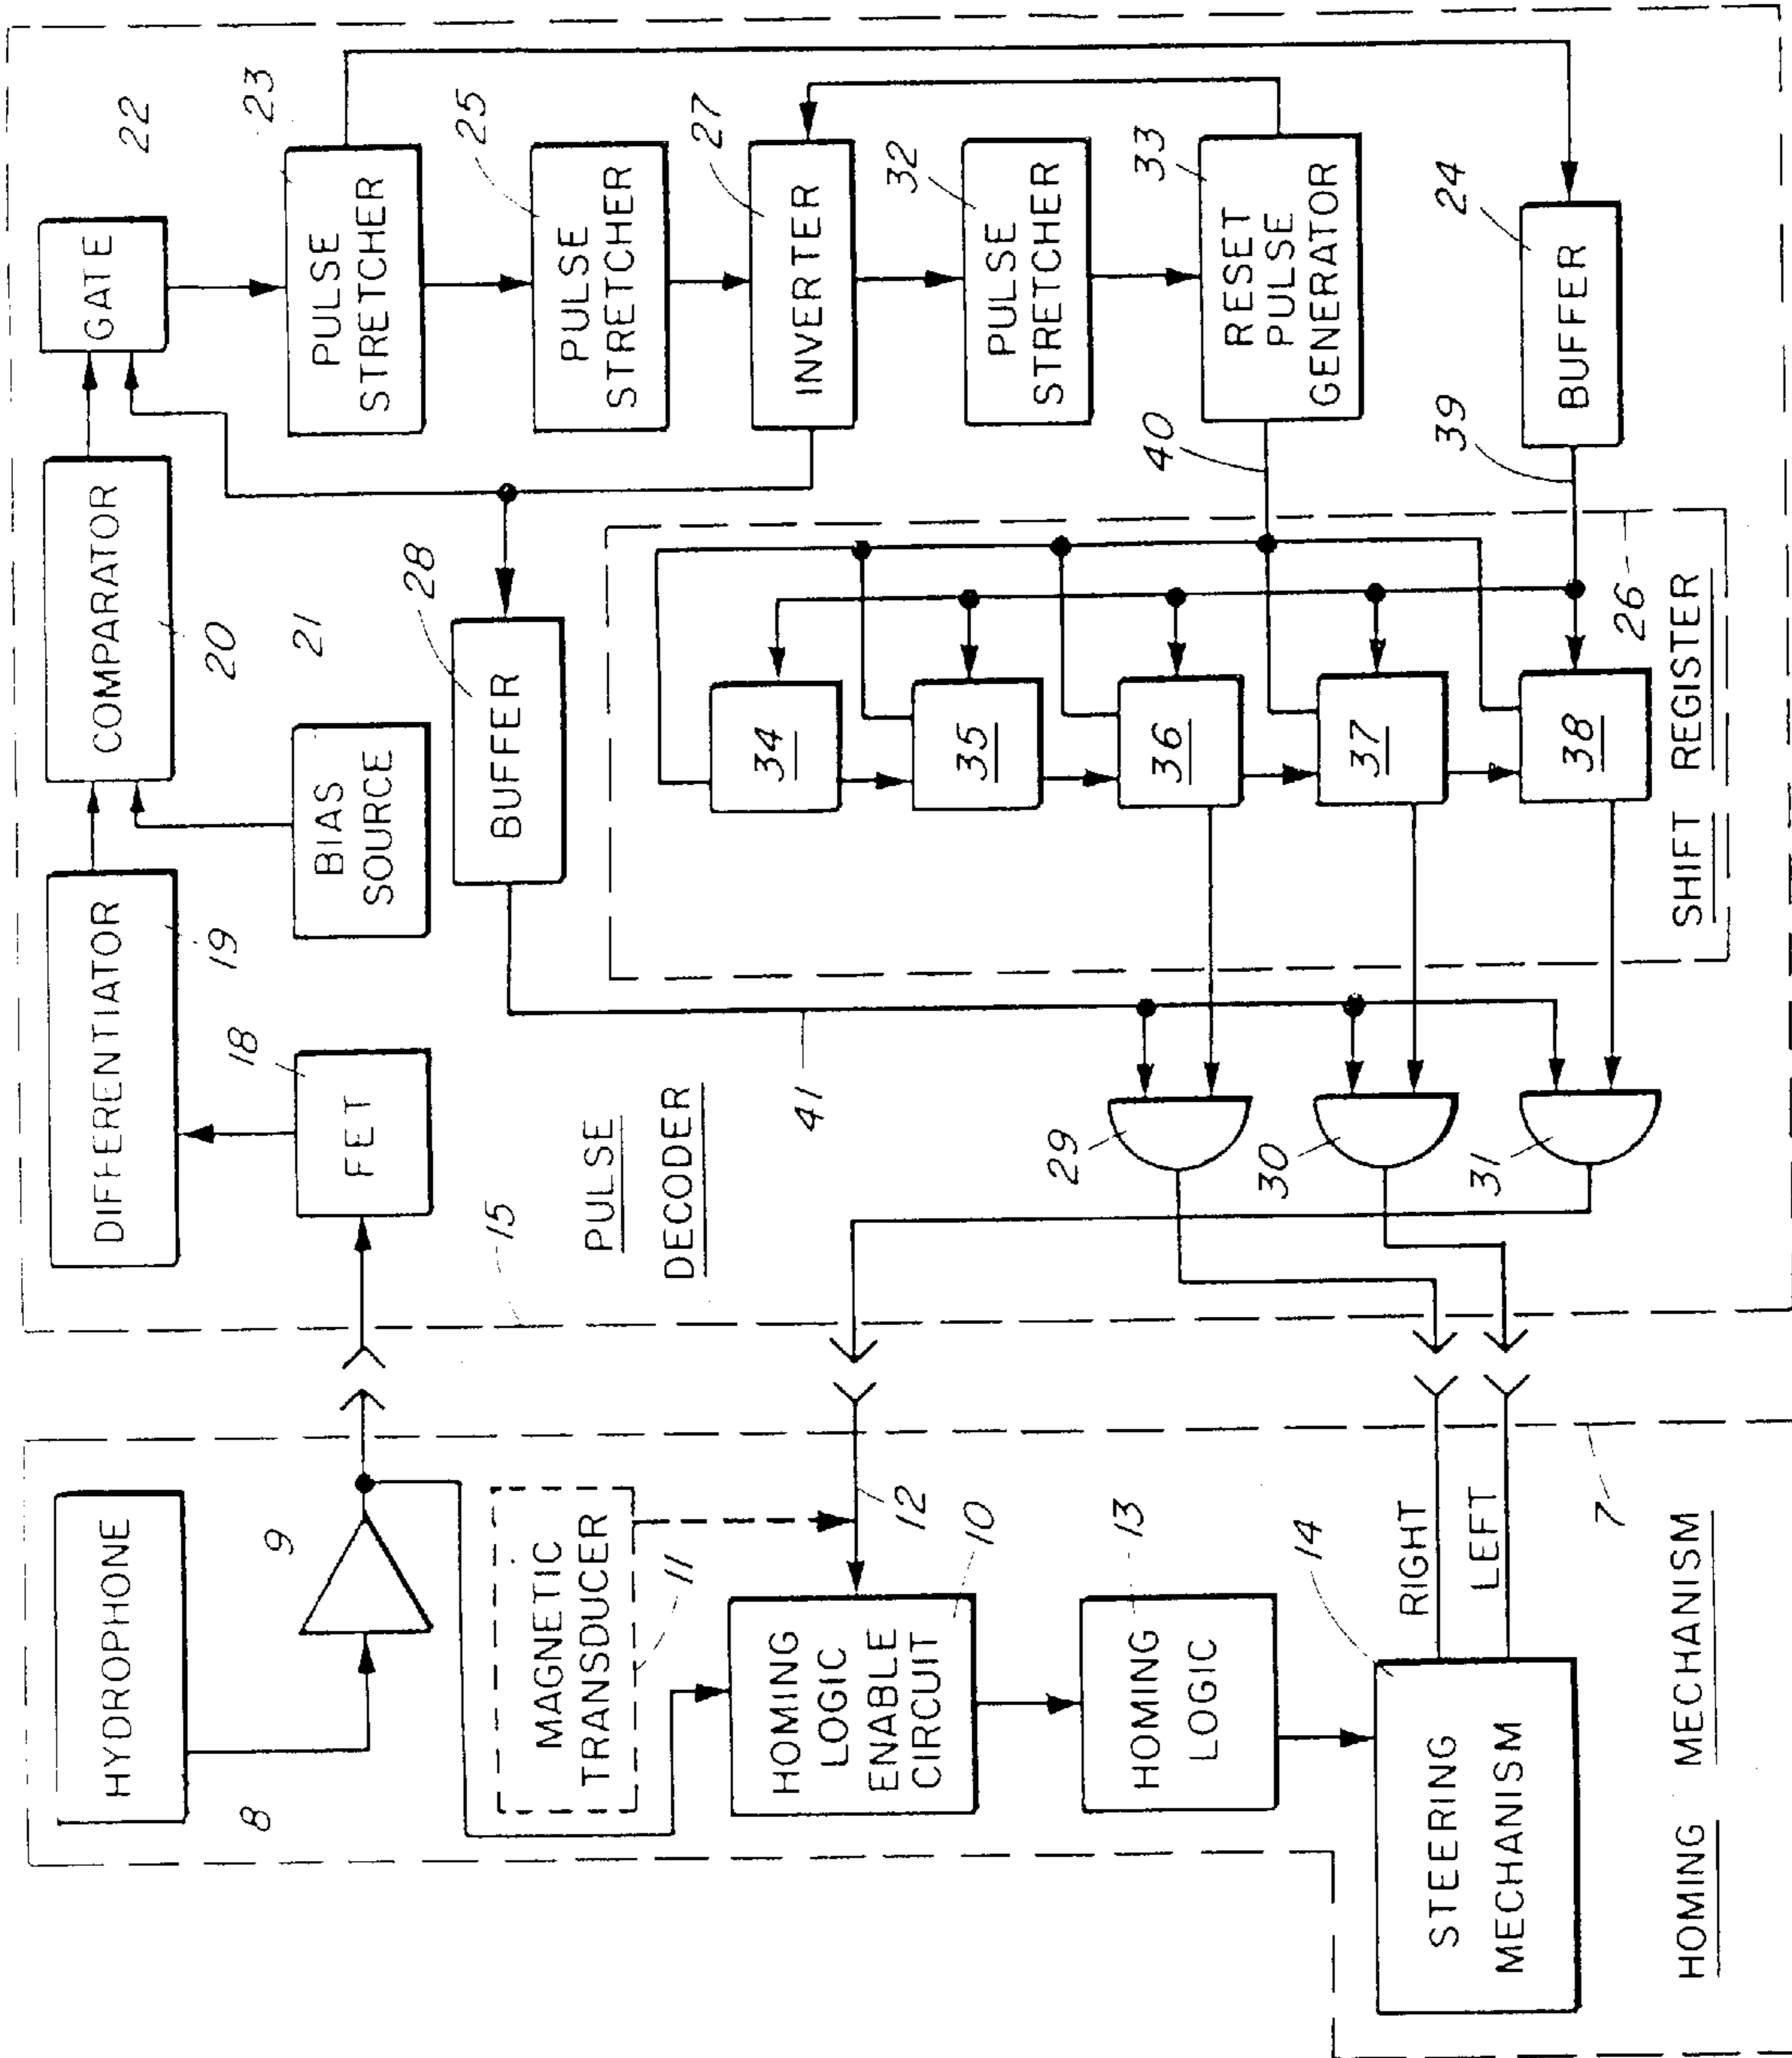 HYDROPHONE
8
9
MAGNETIC
TRANSDUCER
11
12
HOMING
LOGIC
ENABLE
CIRCUIT
10
HOMING
LOGIC
13
STEERING
MECHANISM
14
RIGHT
LEFT
7
HOMING MECHANISM
DIFFERENTIATOR
19
FET
18
15
PULSE
DECODER
COMPARATOR
20
BIAS
SOURCE
21
GATE
22
PULSE
STRETCHER
23
PULSE
STRETCHER
25
INVERTER
27
PULSE
STRETCHER
32
RESET
PULSE
GENERATOR
33
BUFFER
24
BUFFER
28
39
40
41
34
35
36
37
38
26
SHIFT REGISTER
29
30
31